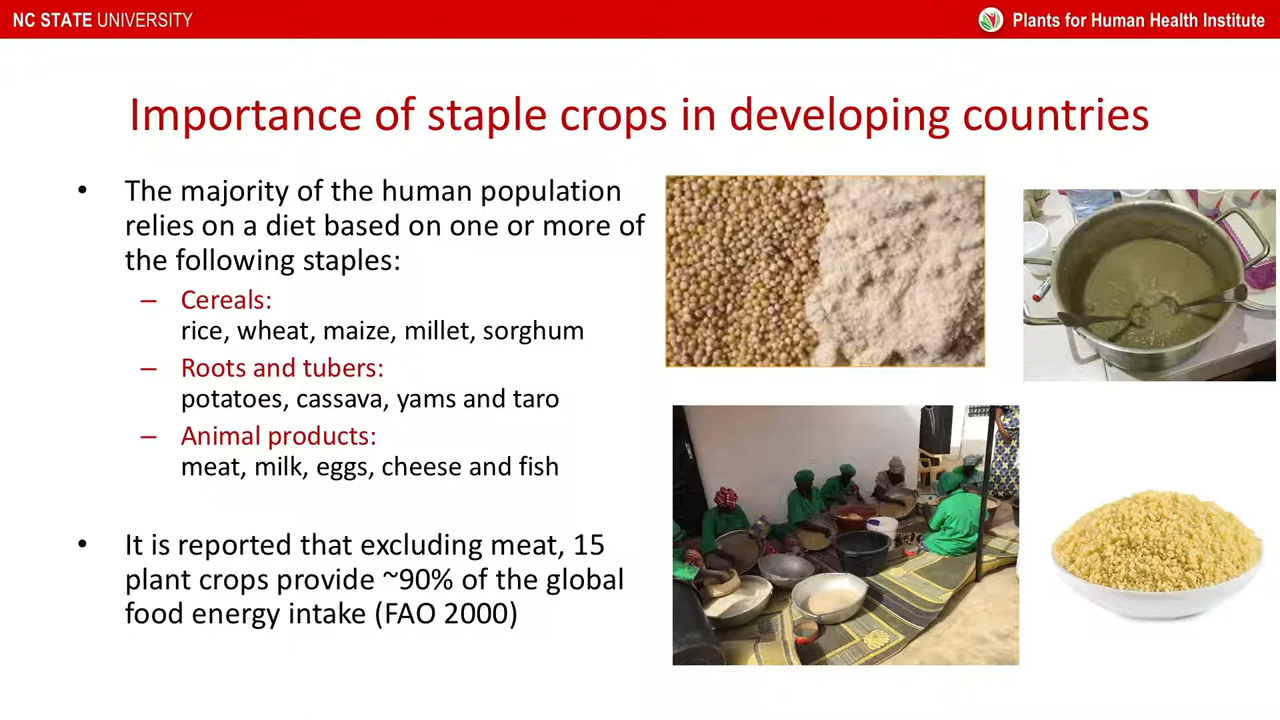 NC STATE UNIVERSITY
Plants for Human Health Institute
Importance of staple crops in developing countries
• The majority of the human population
relies on a diet based on one or more of
the following staples:
– Cereals:
rice, wheat, maize, millet, sorghum
– Roots and tubers:
potatoes, cassava, yams and taro
– Animal products:
meat, milk, eggs, cheese and fish
• It is reported that excluding meat, 15
plant crops provide ~90% of the global
food energy intake (FAO 2000)